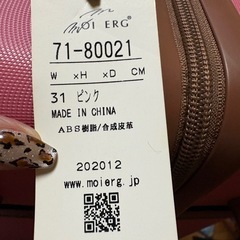 MOI ERG
71-80021
W ×H ×D CM
31 ピンク
MADE IN CHINA
ABS樹脂/合成皮革
202012
www.moierg.jp